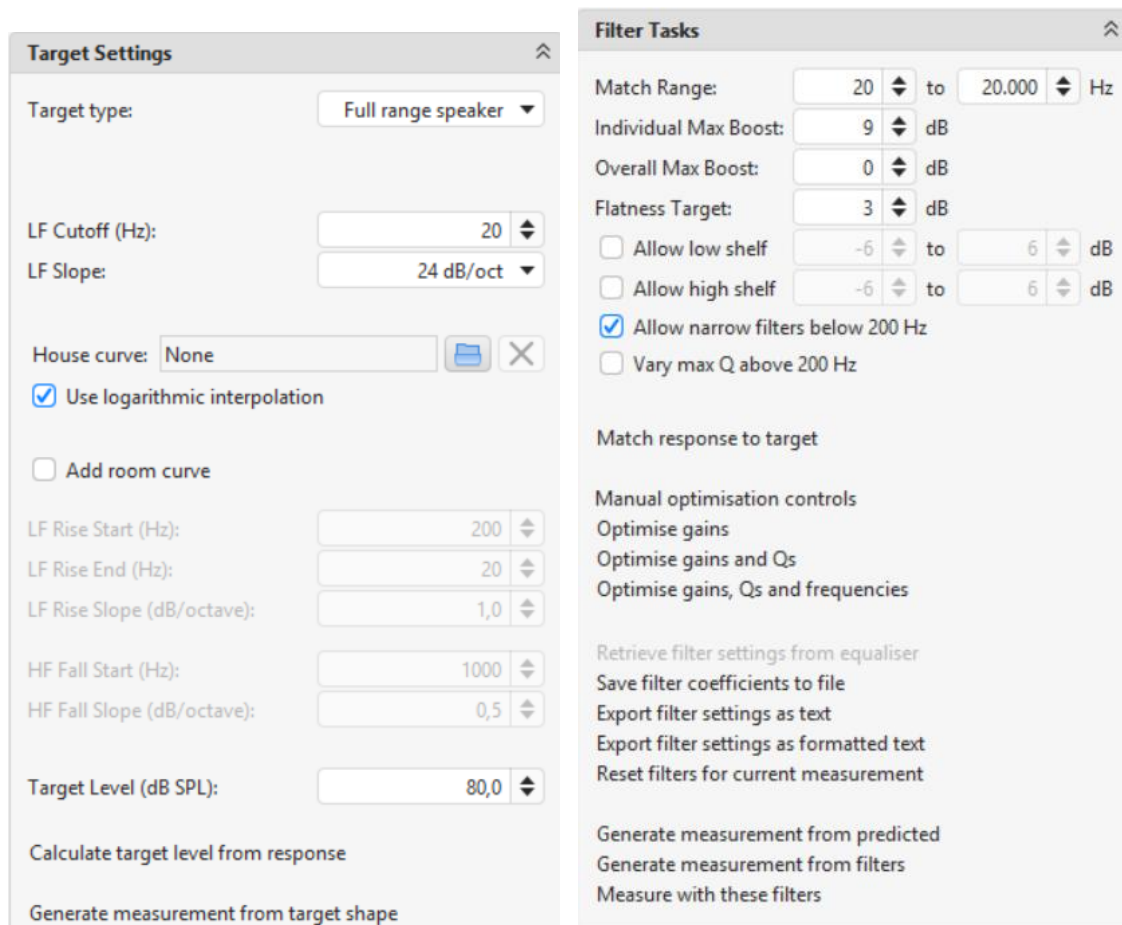 Target Settings
Target type: Full range speaker
LF Cutoff (Hz): 20
LF Slope: 24 dB/oct
House curve: None
Use logarithmic interpolation
Add room curve
LF Rise Start (Hz): 200
LF Rise End (Hz): 20
LF Rise Slope (dB/octave): 1,0
HF Fall Start (Hz): 1000
HF Fall Slope (dB/octave): 0,5
Target Level (dB SPL): 80,0
Calculate target level from response
Generate measurement from target shape
Filter Tasks
Match Range: 20 to 20.000 Hz
Individual Max Boost: 9 dB
Overall Max Boost: 0 dB
Flatness Target: 3 dB
Allow low shelf -6 to 6 dB
Allow high shelf -6 to 6 dB
Allow narrow filters below 200 Hz
Vary max Q above 200 Hz
Match response to target
Manual optimisation controls
Optimise gains
Optimise gains and Qs
Optimise gains, Qs and frequencies
Retrieve filter settings from equaliser
Save filter coefficients to file
Export filter settings as text
Export filter settings as formatted text
Reset filters for current measurement
Generate measurement from predicted
Generate measurement from filters
Measure with these filters